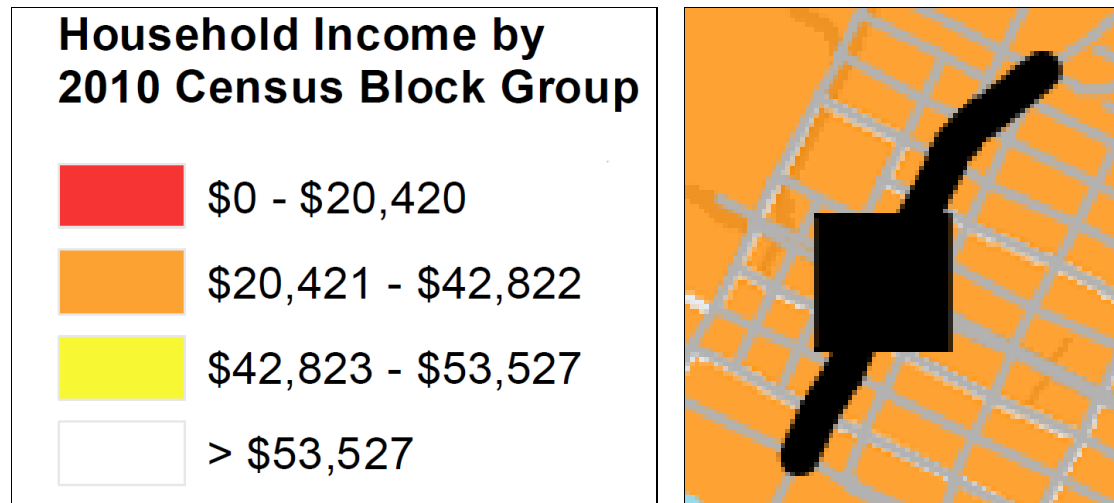 Household Income by
2010 Census Block Group
$0 - $20,420
$20,421 - $42,822
$42,823 - $53,527
> $53,527